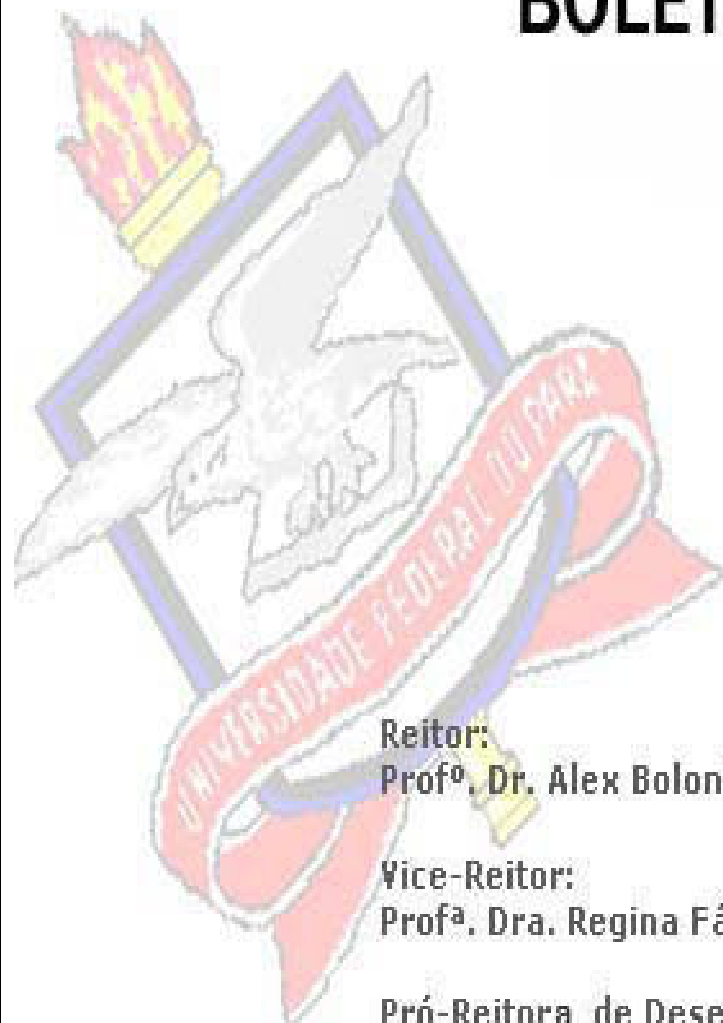 BOLET
UNIVERSIDADE FEDERAL DO PARÁ
Reitor:
Profº. Dr. Alex Bolon
Vice-Reitor:
Profª. Dra. Regina Fá
Pró-Reitora de Dese